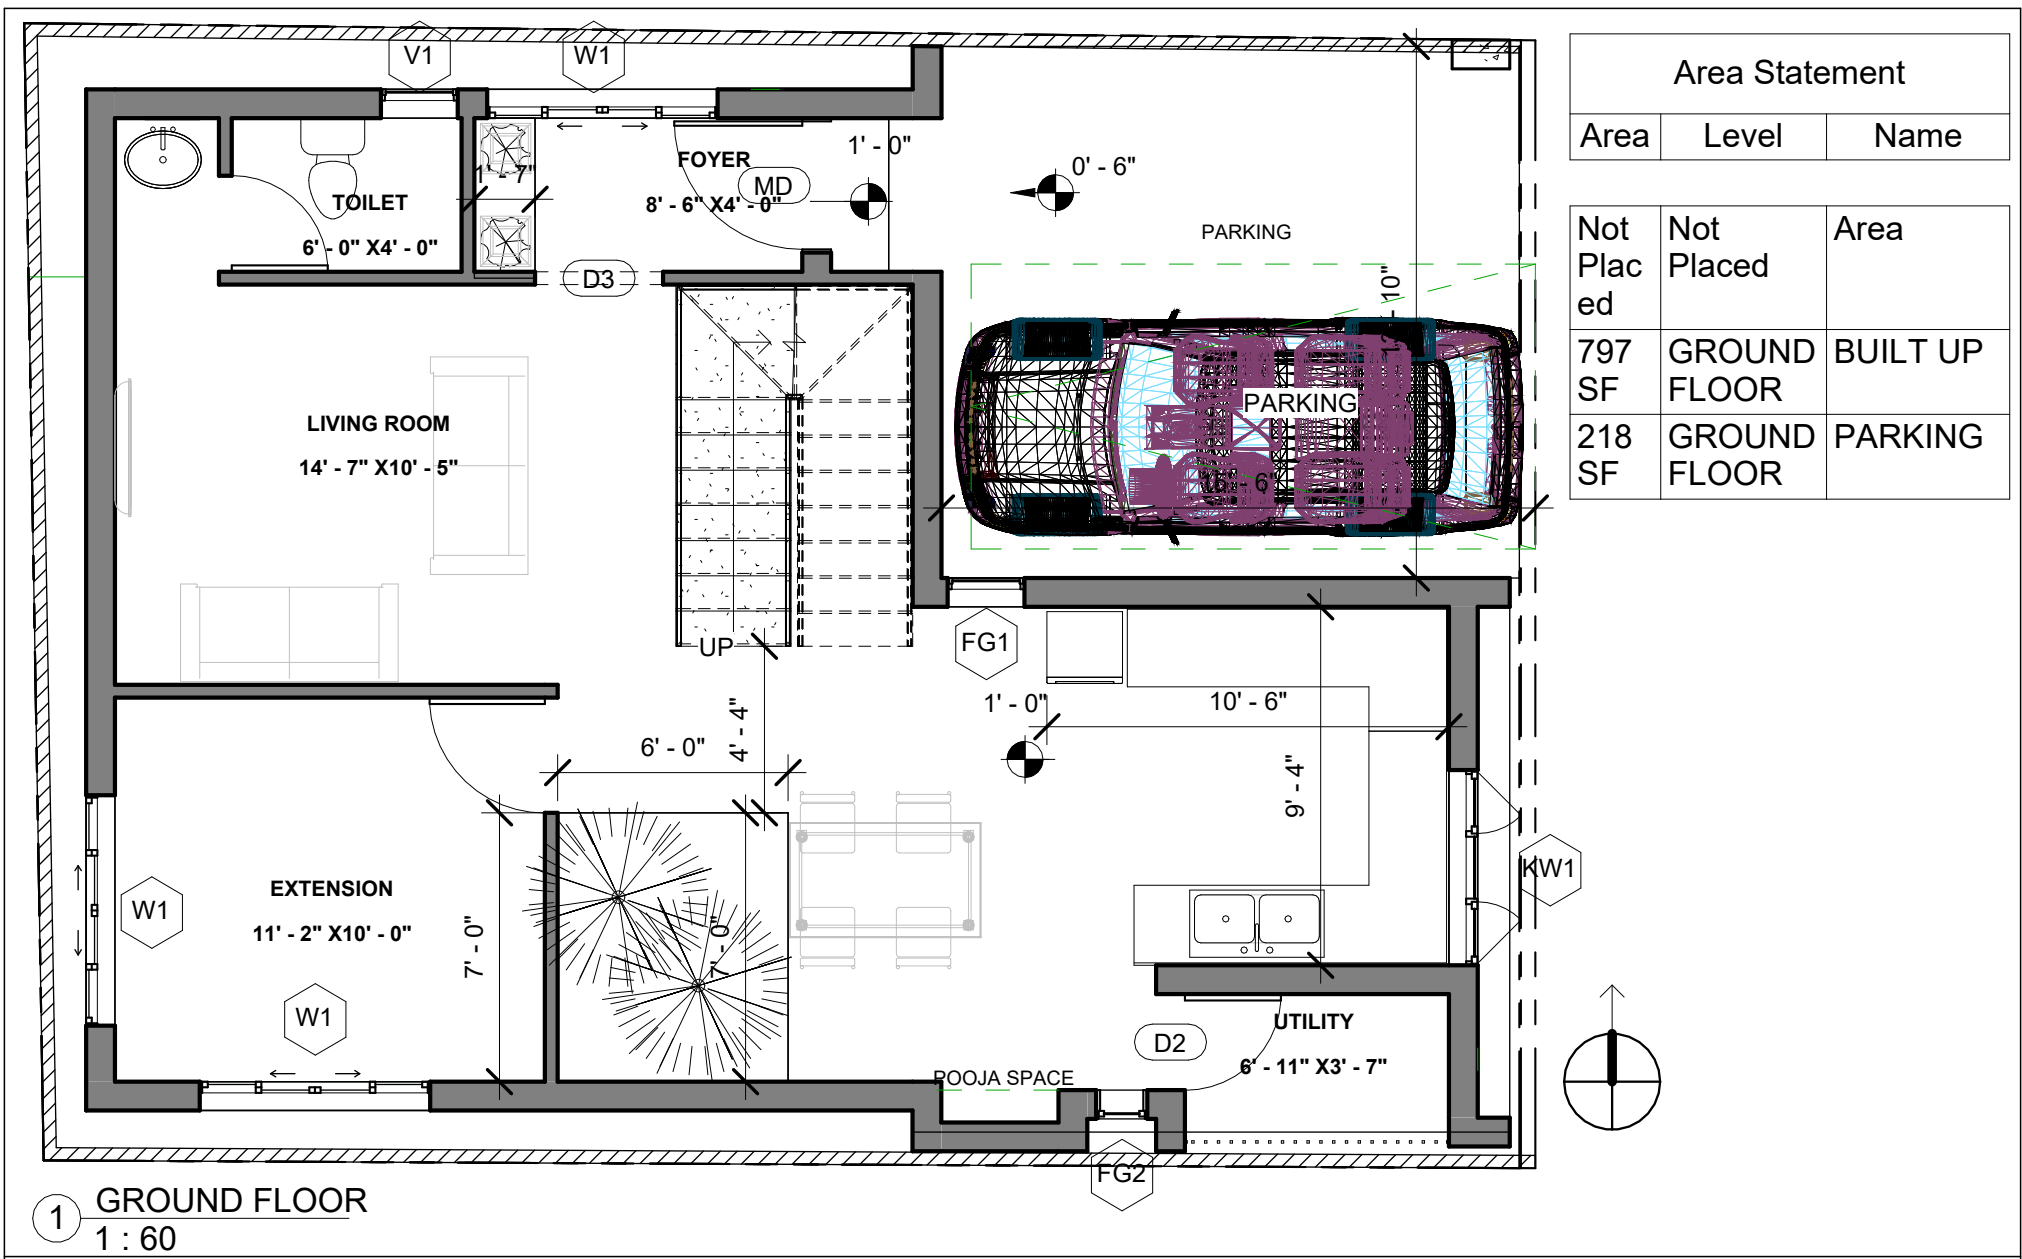 V1
W1
Area Statement
Area Level Name
Not Placed Not Placed Area
797 SF GROUND FLOOR BUILT UP
218 SF GROUND FLOOR PARKING
FOYER
8' - 6" X4' - 0"
MD
1' - 0"
0' - 6"
1' - 7"
TOILET
6' - 0" X4' - 0"
D3
PARKING
PARKING
LIVING ROOM
14' - 7" X10' - 5"
UP
FG1
1' - 0"
10' - 6"
6' - 0"
4' - 4"
9' - 4"
KW1
EXTENSION
11' - 2" X10' - 0"
W1
W1
7' - 0"
7' - 0"
D2
UTILITY
6' - 11" X3' - 7"
POOJA SPACE
FG2
1 GROUND FLOOR
1 : 60